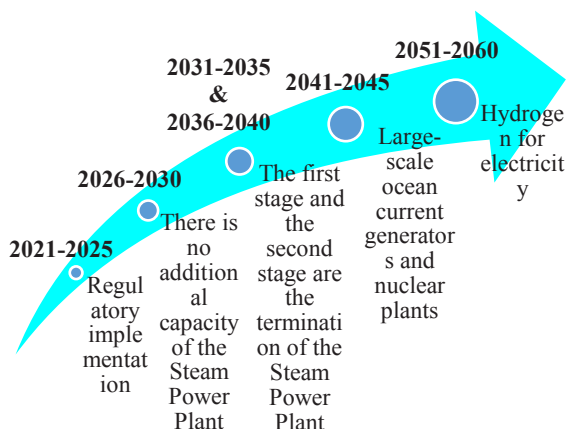 2021-2025
Regul
atory
imple
mentat
ion
2026-2030
There is
no
addition
al
capacity
of the
Steam
Power
Plant
2031-2035
&
2036-2040
The first
stage and
the
second
stage are
the
terminati
on of the
Steam
Power
Plant
2041-2045
Large-
scale
ocean
current
generator
s and
nuclear
plants
2051-2060
Hydroge
n for
electricit
y